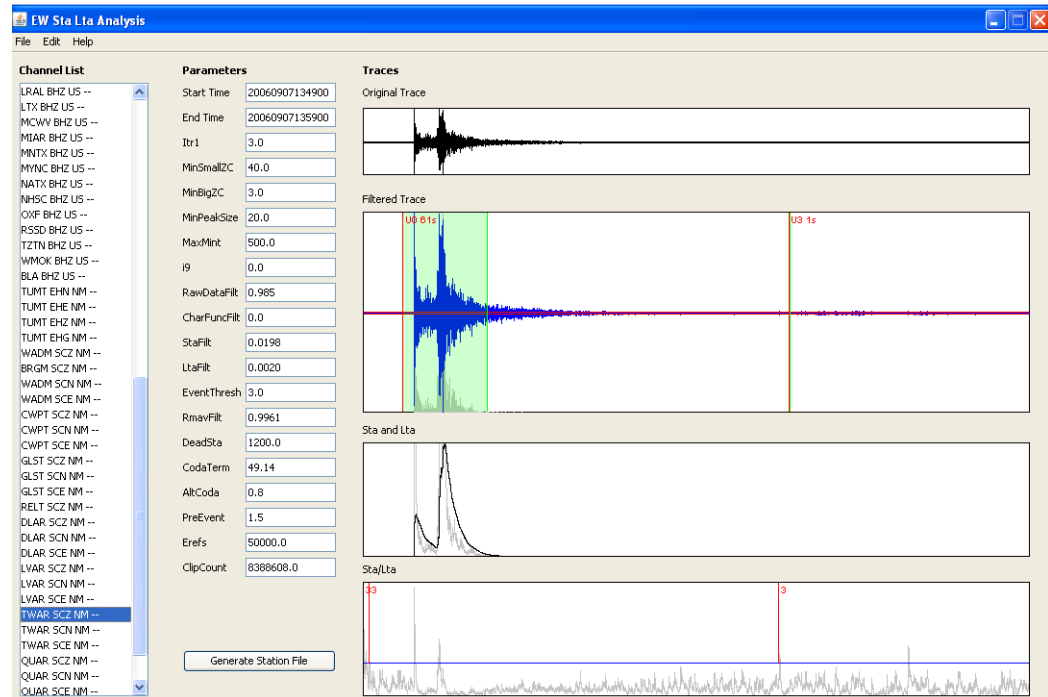 EW Sta Lta Analysis
File Edit Help
Channel List
LRAL BHZ US --
LTX BHZ US --
MCWV BHZ US --
MIAR BHZ US --
MNTX BHZ US --
MYNC BHZ US --
NATX BHZ US --
NHSC BHZ US --
OXF BHZ US --
RSSD BHZ US --
TZTN BHZ US --
WMOK BHZ US --
BLA BHZ US --
TUMT EHN NM --
TUMT EHE NM --
TUMT EHZ NM --
TUMT EHG NM --
WADM SCZ NM --
BRGM SCZ NM --
WADM SCN NM --
WADM SCE NM --
CWPT SCZ NM --
CWPT SCN NM --
CWPT SCE NM --
GLST SCZ NM --
GLST SCN NM --
GLST SCE NM --
RELT SCZ NM --
DLAR SCZ NM --
DLAR SCN NM --
DLAR SCE NM --
LVAR SCZ NM --
LVAR SCN NM --
LVAR SCE NM --
TWAR SCZ NM --
TWAR SCN NM --
TWAR SCE NM --
QUAR SCZ NM --
QUAR SCN NM --
QUAR SCE NM --
Parameters
Start Time 20060907134900
End Time 20060907135900
Itr1 3.0
MinSmallZC 40.0
MinBigZC 3.0
MinPeakSize 20.0
MaxMint 500.0
i9 0.0
RawDataFilt 0.985
CharFuncFilt 0.0
StaFilt 0.0198
LtaFilt 0.0020
EventThresh 3.0
RmavFilt 0.9961
DeadSta 1200.0
CodaTerm 49.14
AltCoda 0.8
PreEvent 1.5
Erefs 50000.0
ClipCount 8388608.0
Generate Station File
Traces
Original Trace
Filtered Trace
U0 61s
U3 1s
Sta and Lta
Sta/Lta
33
3